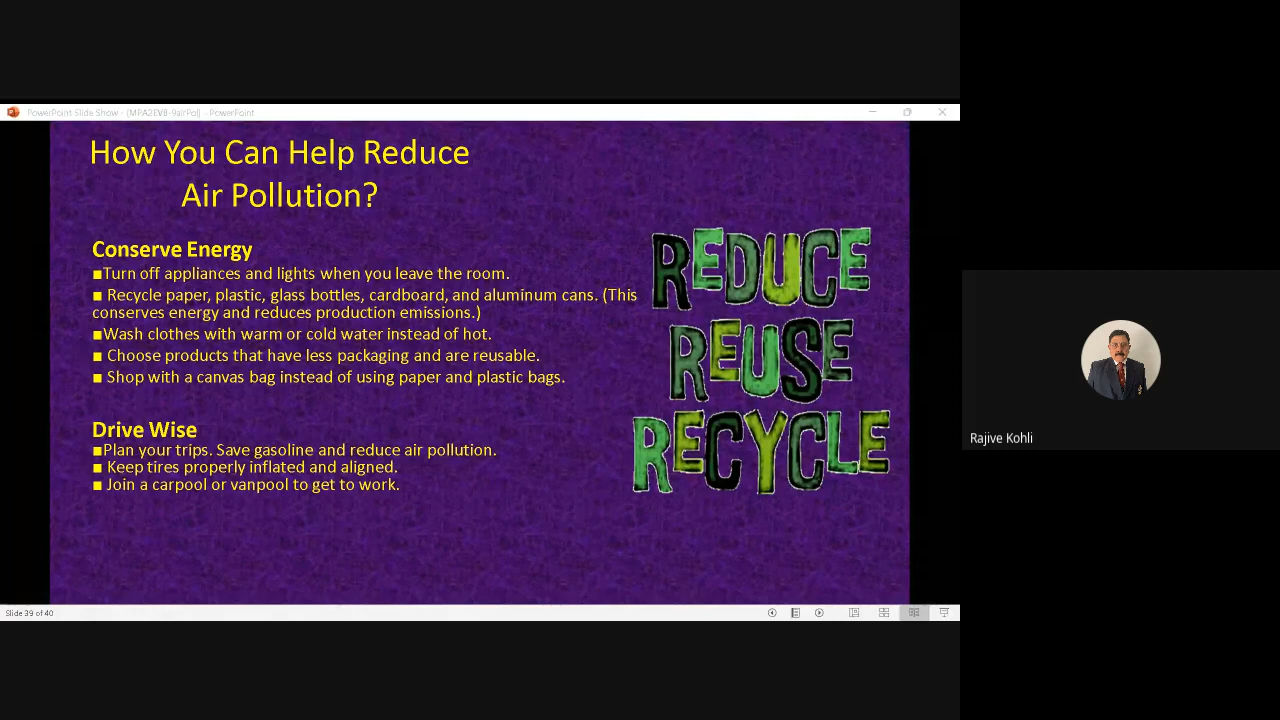 PowerPoint Slide Show - [MPA2EVB-9airPol] - PowerPoint
How You Can Help Reduce
Air Pollution?
Conserve Energy
■Turn off appliances and lights when you leave the room.
■ Recycle paper, plastic, glass bottles, cardboard, and aluminum cans. (This
conserves energy and reduces production emissions.)
■Wash clothes with warm or cold water instead of hot.
■ Choose products that have less packaging and are reusable.
■ Shop with a canvas bag instead of using paper and plastic bags.
Drive Wise
■Plan your trips. Save gasoline and reduce air pollution.
■ Keep tires properly inflated and aligned.
■ Join a carpool or vanpool to get to work.
REDUCE
REUSE
RECYCLE
Slide 39 of 40
Rajive Kohli